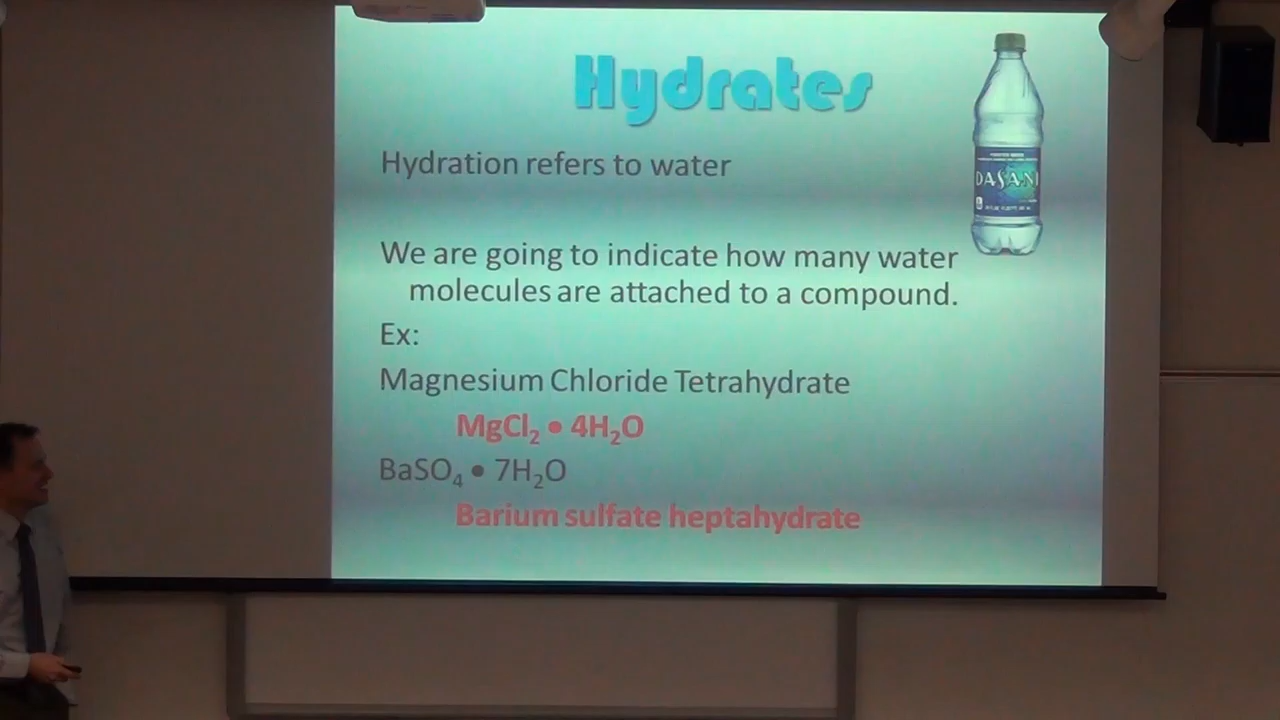 Hydrates
Hydration refers to water
DASANI
We are going to indicate how many water
molecules are attached to a compound.
Ex:
Magnesium Chloride Tetrahydrate
MgCl₂ • 4H₂O
BaSO₄ • 7H₂O
Barium sulfate heptahydrate